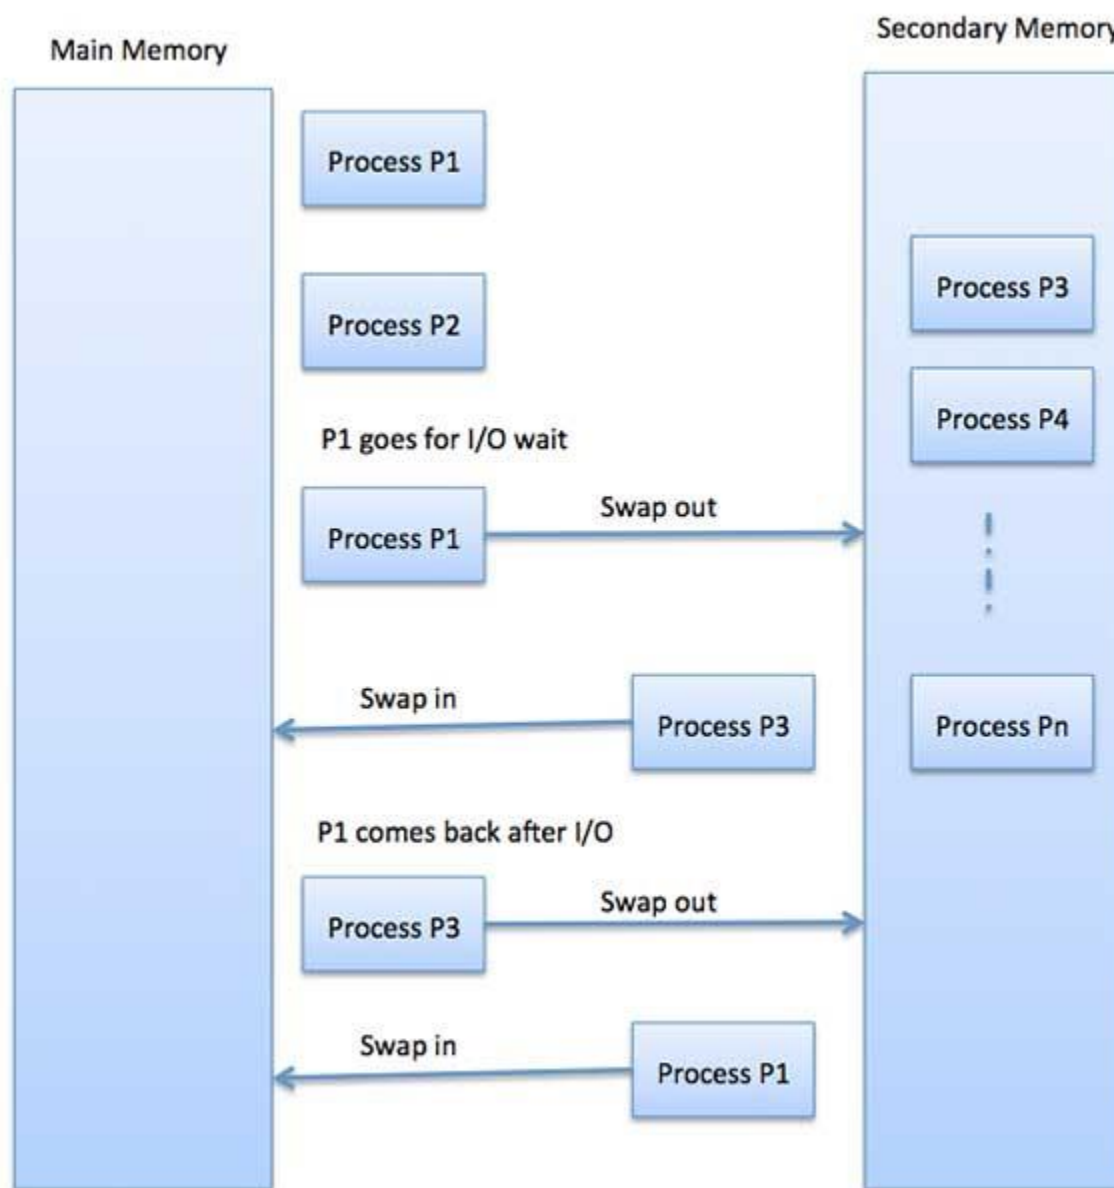 Main Memory
Secondary Memory
Process P1
Process P2
Process P3
Process P4
P1 goes for I/O wait
Process P1
Swap out
Swap in
Process P3
Process Pn
P1 comes back after I/O
Process P3
Swap out
Swap in
Process P1